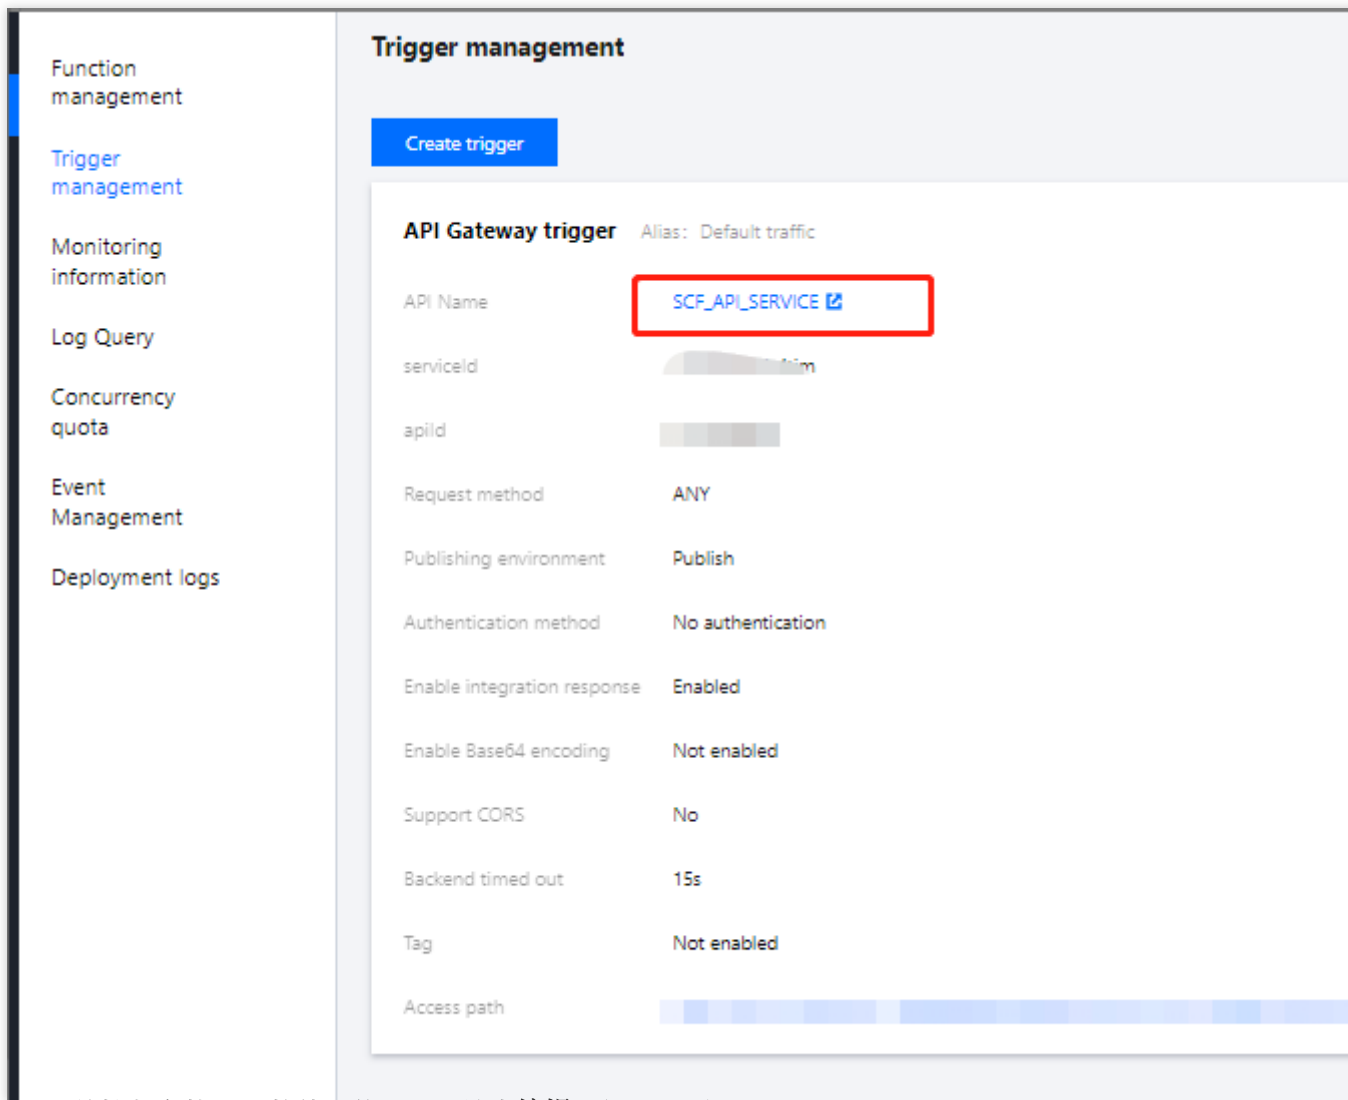 Trigger management
Function
management
Trigger
management
Monitoring
information
Log Query
Concurrency
quota
Event
Management
Deployment logs
Create trigger
API Gateway trigger Alias: Default traffic
API Name SCF_API_SERVICE
serviceId
apiId
Request method ANY
Publishing environment Publish
Authentication method No authentication
Enable integration response Enabled
Enable Base64 encoding Not enabled
Support CORS No
Backend timed out 15s
Tag Not enabled
Access path